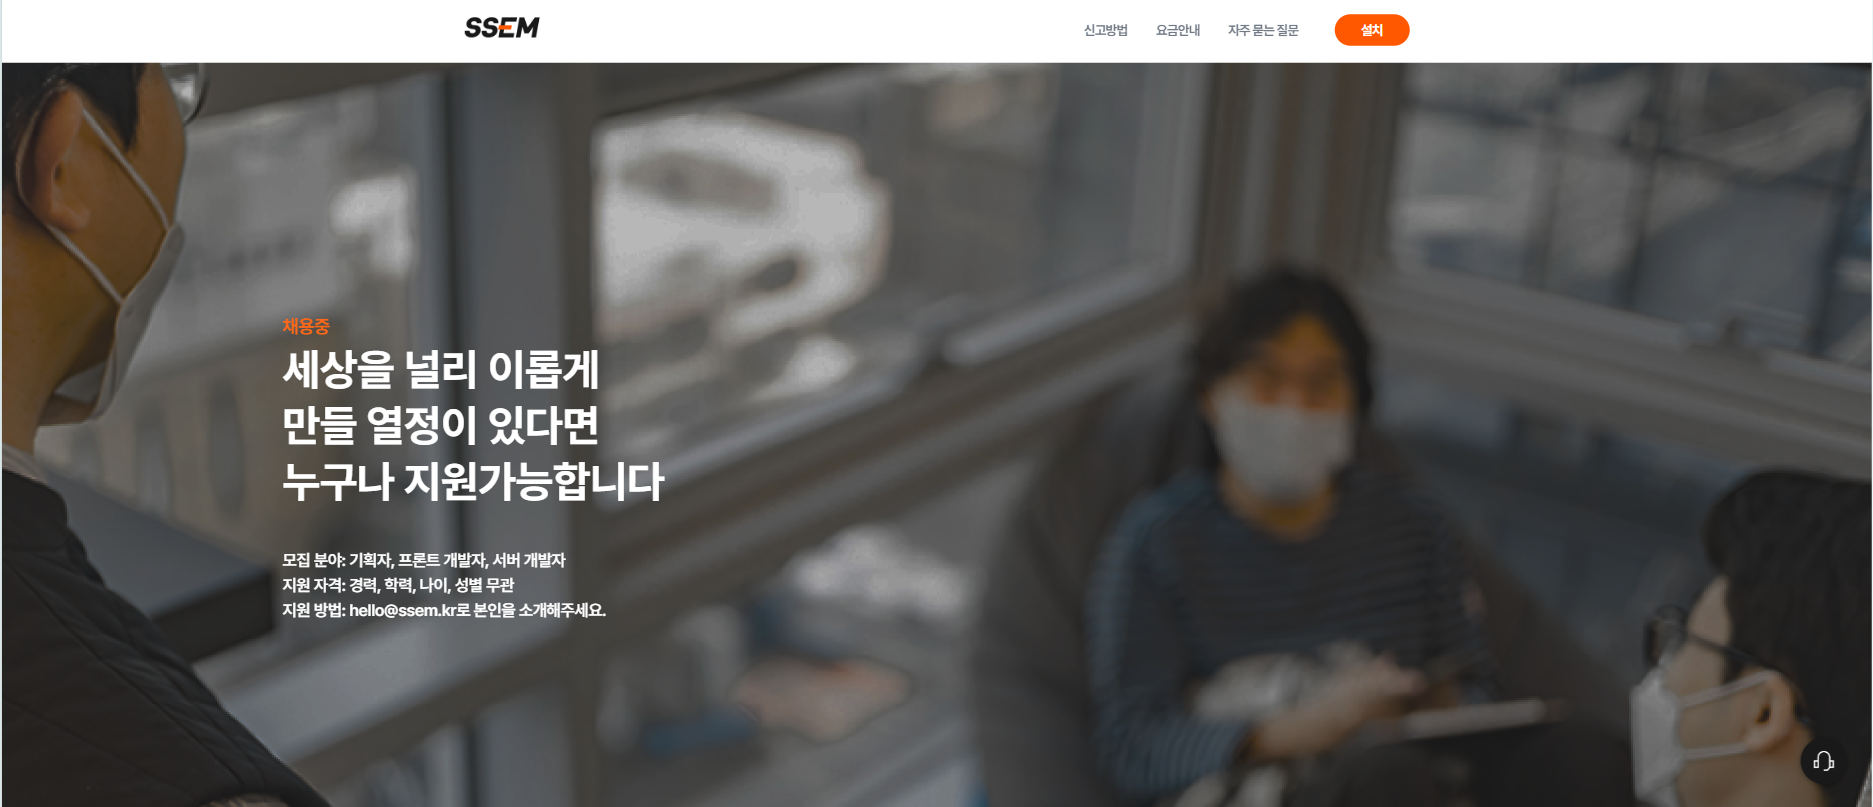 SSEM
신고방법
요금안내
자주 묻는 질문
설치
채용중
세상을 널리 이롭게
만들 열정이 있다면
누구나 지원가능합니다
모집 분야: 기획자, 프론트 개발자, 서버 개발자
지원 자격: 경력, 학력, 나이, 성별 무관
지원 방법: hello@ssem.kr로 본인을 소개해주세요.